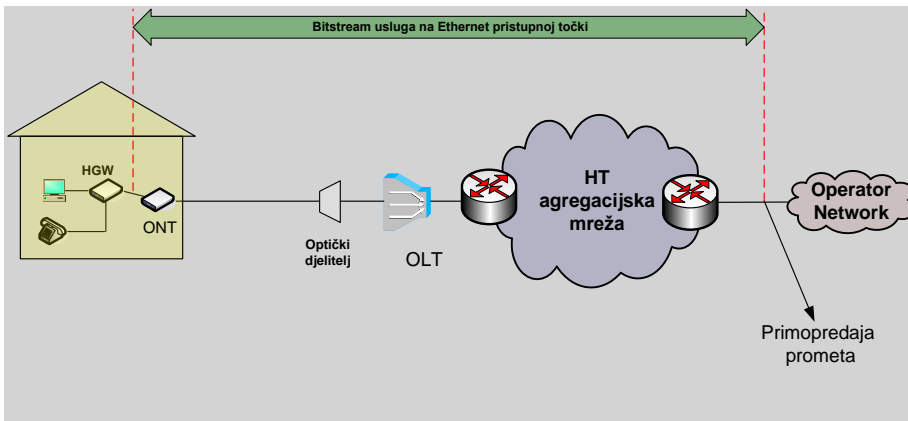 Bitstream usluga na Ethernet pristupnoj točki
HGW
ONT
Optički
djelitelj
OLT
HT
agregacijska
mreža
Operator
Network
Primopredaja
prometa